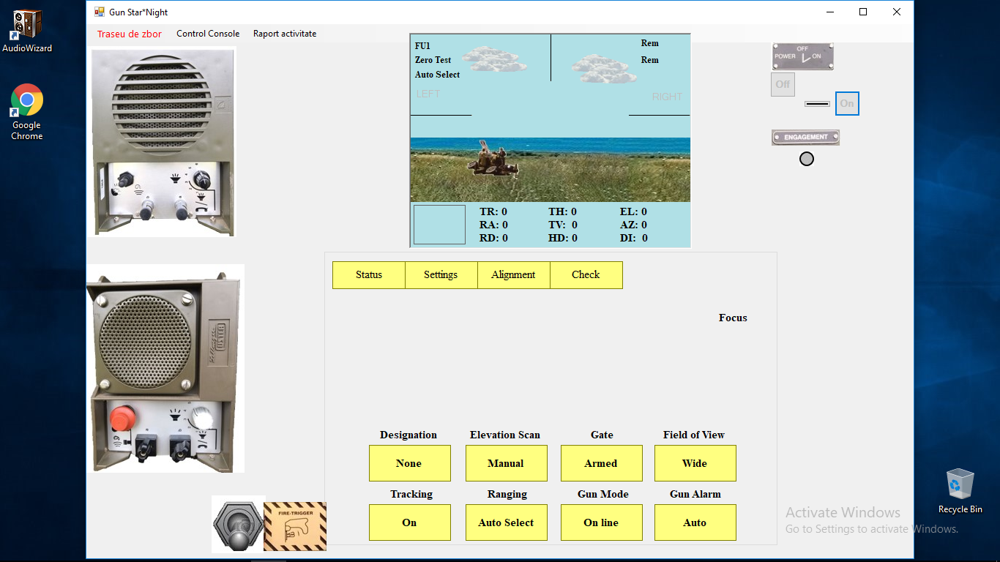 Gun Star*Night
Traseu de zbor Control Console Raport activitate
AudioWizard
Google
Chrome
FU1
Zero Test
Auto Select
LEFT
Rem
Rem
RIGHT
TR: 0 TH: 0 EL: 0
RA: 0 TV: 0 AZ: 0
RD: 0 HD: 0 DI: 0
OFF
POWER ON
Off
On
ENGAGEMENT
Status Settings Alignment Check
Focus
Designation Elevation Scan Gate Field of View
None Manual Armed Wide
Tracking Ranging Gun Mode Gun Alarm
On Auto Select On line Auto
FIRE-TRIGGER
Recycle Bin
Activate Windows
Go to Settings to activate Windows.